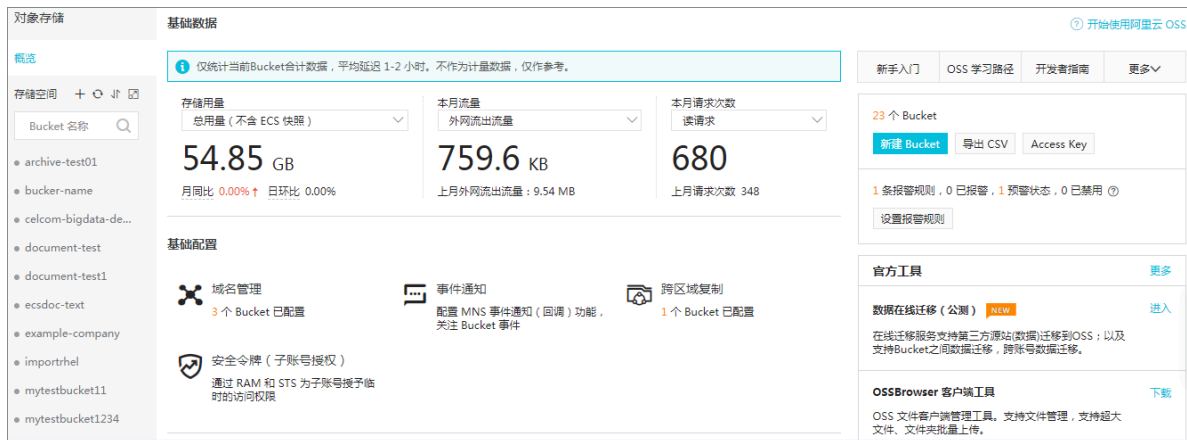 对象存储
概览
存储空间
Bucket 名称
archive-test01
bucker-name
celcom-bigdata-de...
document-test
document-test1
ecsdoc-text
example-company
importrhel
mytestbucket11
mytestbucket1234
基础数据
开始使用阿里云 OSS
仅统计当前Bucket合计数据，平均延迟 1-2 小时。不作为计量数据，仅作参考。
存储用量
总用量（不含 ECS 快照）
54.85 GB
月同比 0.00%↑ 日环比 0.00%
本月流量
外网流出流量
759.6 KB
上月外网流出流量：9.54 MB
本月请求次数
读请求
680
上月请求次数 348
基础配置
域名管理
3 个 Bucket 已配置
事件通知
配置 MNS 事件通知（回调）功能，
关注 Bucket 事件
跨区域复制
1 个 Bucket 已配置
安全令牌（子账号授权）
通过 RAM 和 STS 为子账号授予临
时的访问权限
新手入门 OSS 学习路径 开发者指南 更多
23 个 Bucket
新建 Bucket 导出 CSV Access Key
1 条报警规则，0 已报警，1 预警状态，0 已禁用
设置报警规则
官方工具 更多
数据在线迁移（公测） NEW 进入
在线迁移服务支持第三方源站(数据)迁移到OSS；以及
支持Bucket之间数据迁移，跨账号数据迁移。
OSSBrowser 客户端工具 下载
OSS 文件客户端管理工具。支持文件管理，支持超大
文件、文件夹批量上传。